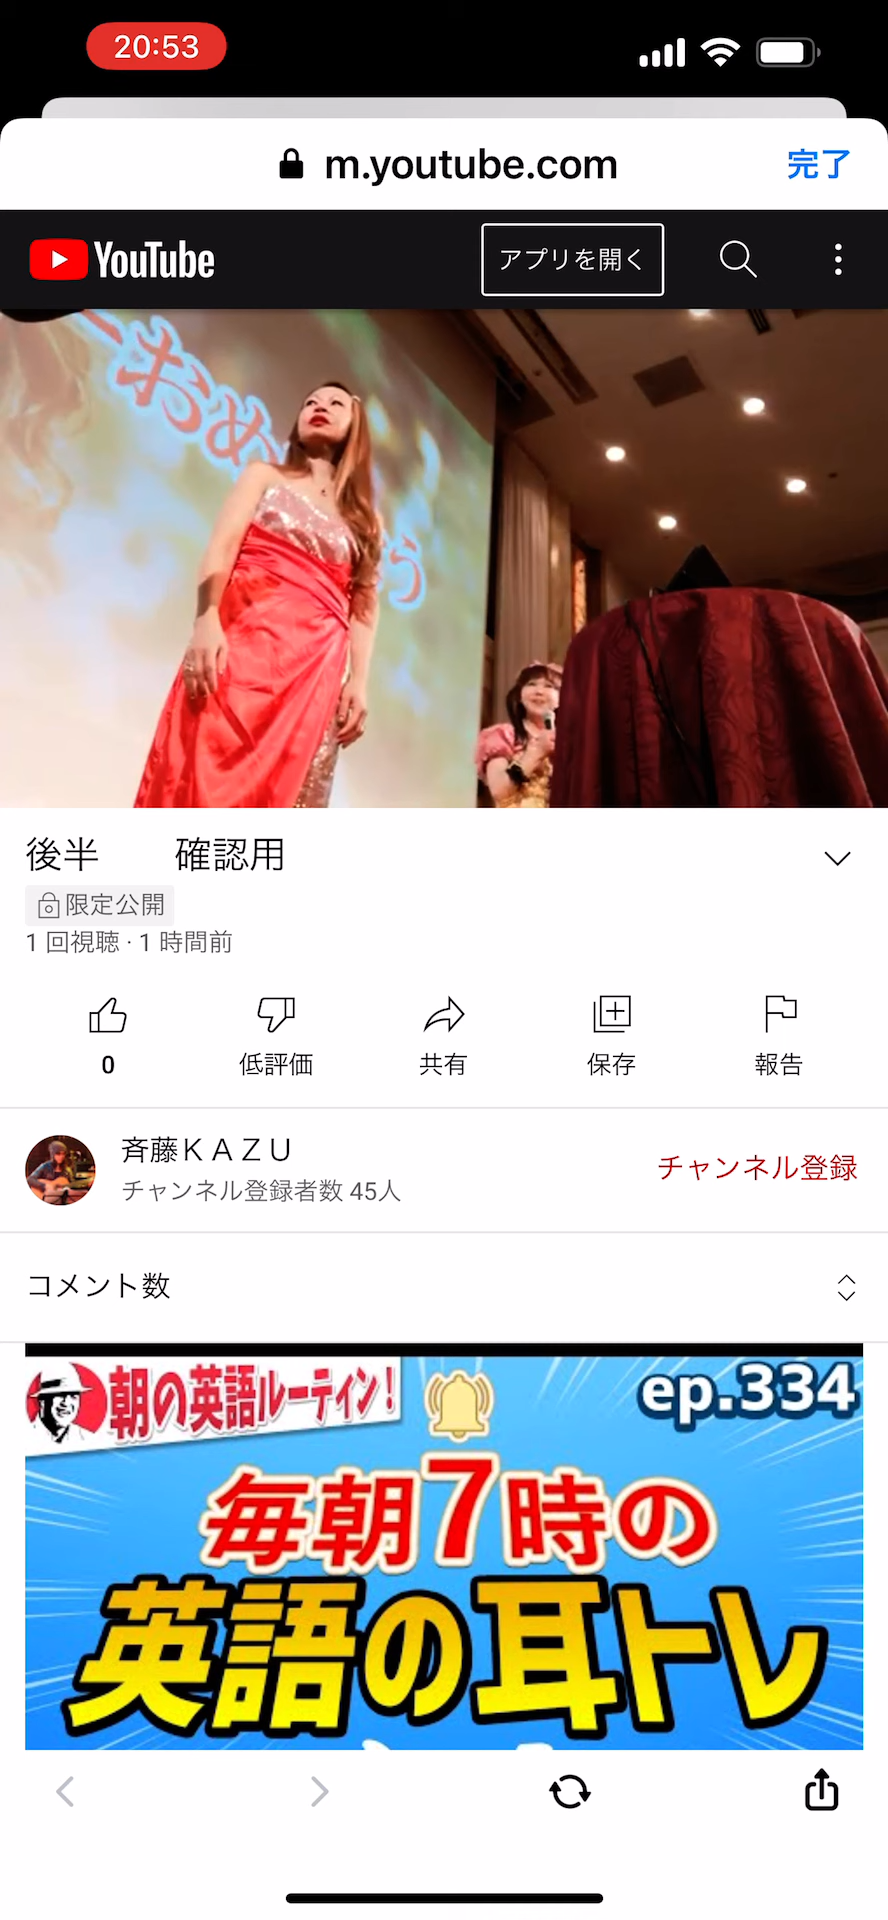 20:53
m.youtube.com
完了
YouTube
アプリを開く
おめ
う
後半 確認用
限定公開
1 回視聴 · 1 時間前
0
低評価
共有
保存
報告
斉藤ＫＡＺＵ
チャンネル登録者数 45人
チャンネル登録
コメント数
朝の英語ルーティン!
ep.334
毎朝7時の
英語の耳トレ